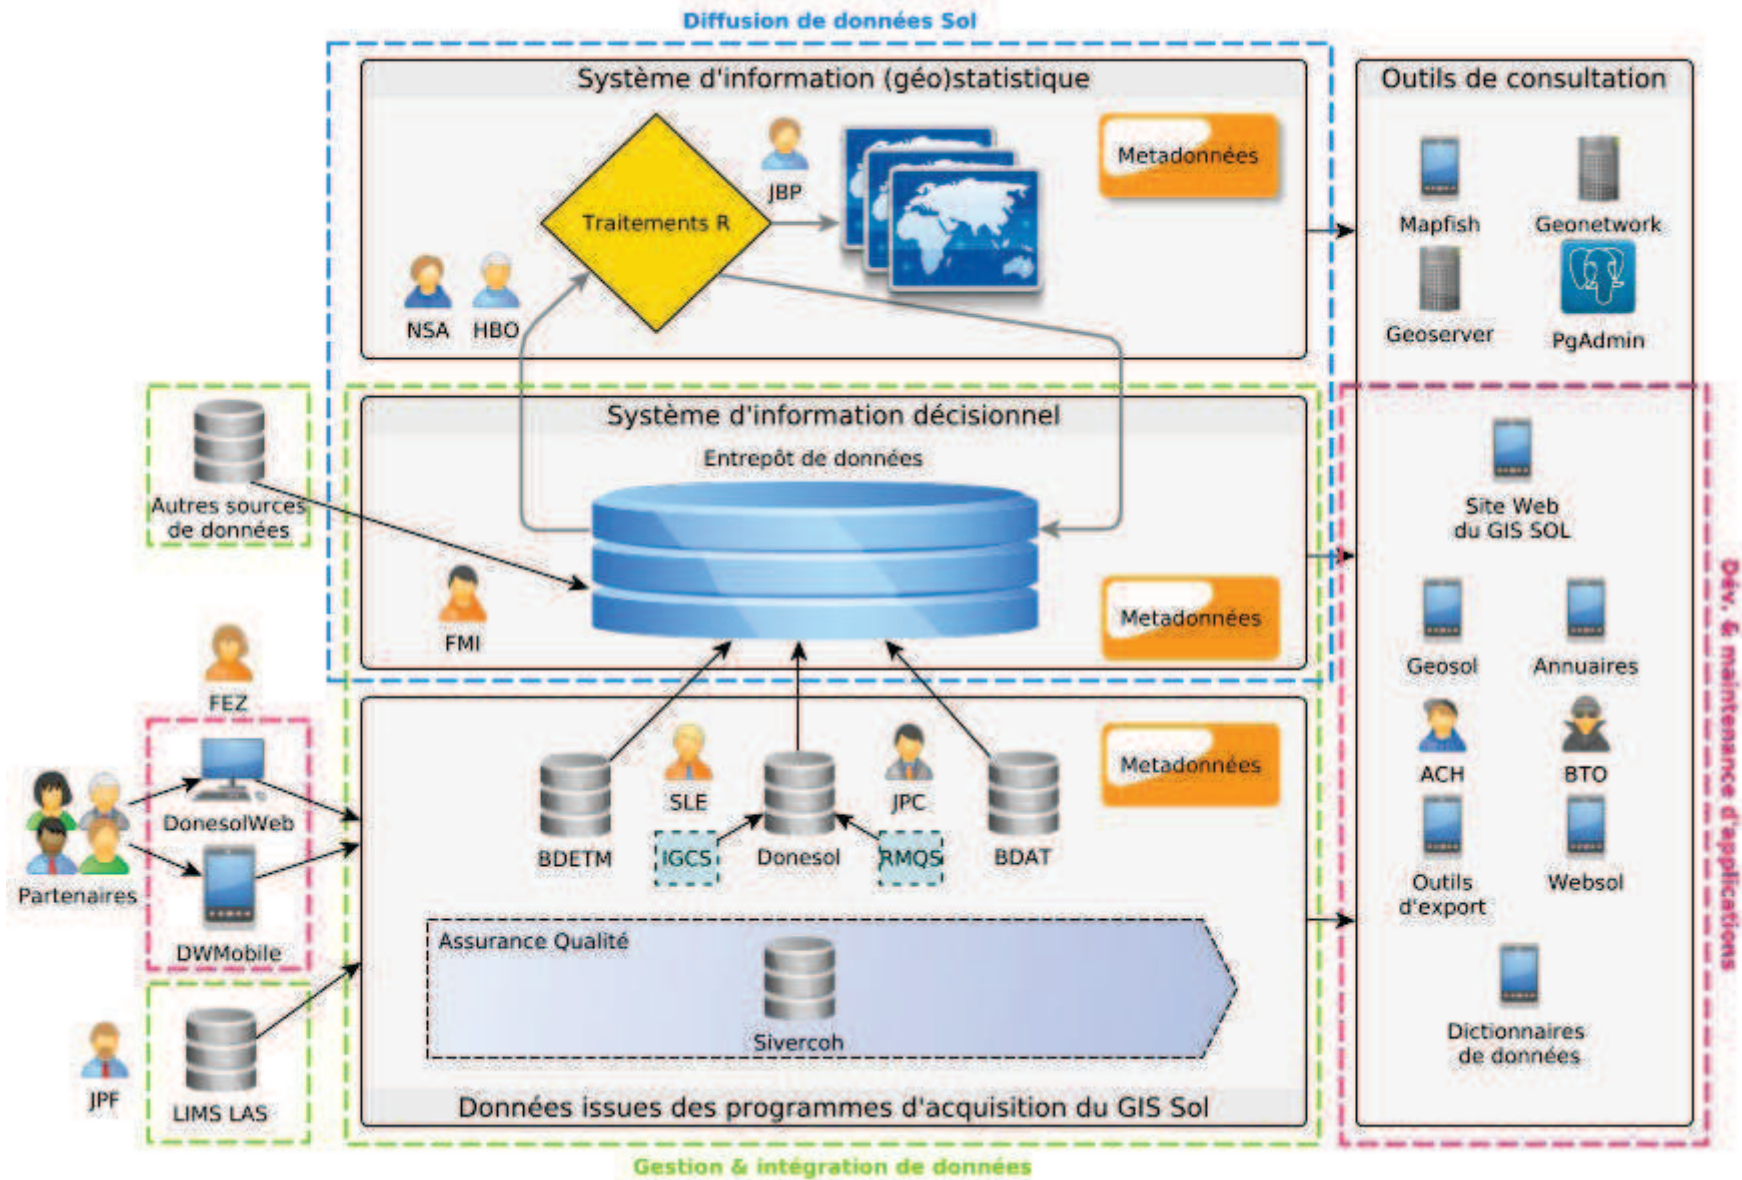 Diffusion de données Sol
Système d'information (géo)statistique
Traitements R
JBP
Metadonnées
NSA
HBO
Outils de consultation
Mapfish
Geonetwork
Geoserver
PgAdmin
Autres sources
de données
Système d'information décisionnel
Entrepôt de données
FMI
Metadonnées
Site Web
du GIS SOL
Geosol
Annuaires
ACH
BTO
Outils
d'export
Websol
Dictionnaires
de données
Dév. & maintenance d'applications
FEZ
Partenaires
DonesolWeb
DWMobile
JPF
LIMS LAS
SLE
JPC
Metadonnées
BDETM
IGCS
Donesol
RMQS
BDAT
Assurance Qualité
Sivercoh
Données issues des programmes d'acquisition du GIS Sol
Gestion & intégration de données